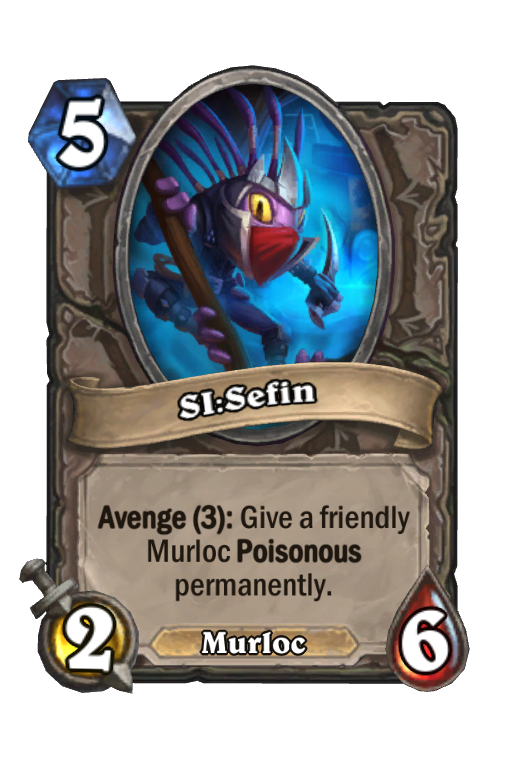 5
SI:Sefin
Avenge (3): Give a friendly
Murloc Poisonous
permanently.
2
Murloc
6